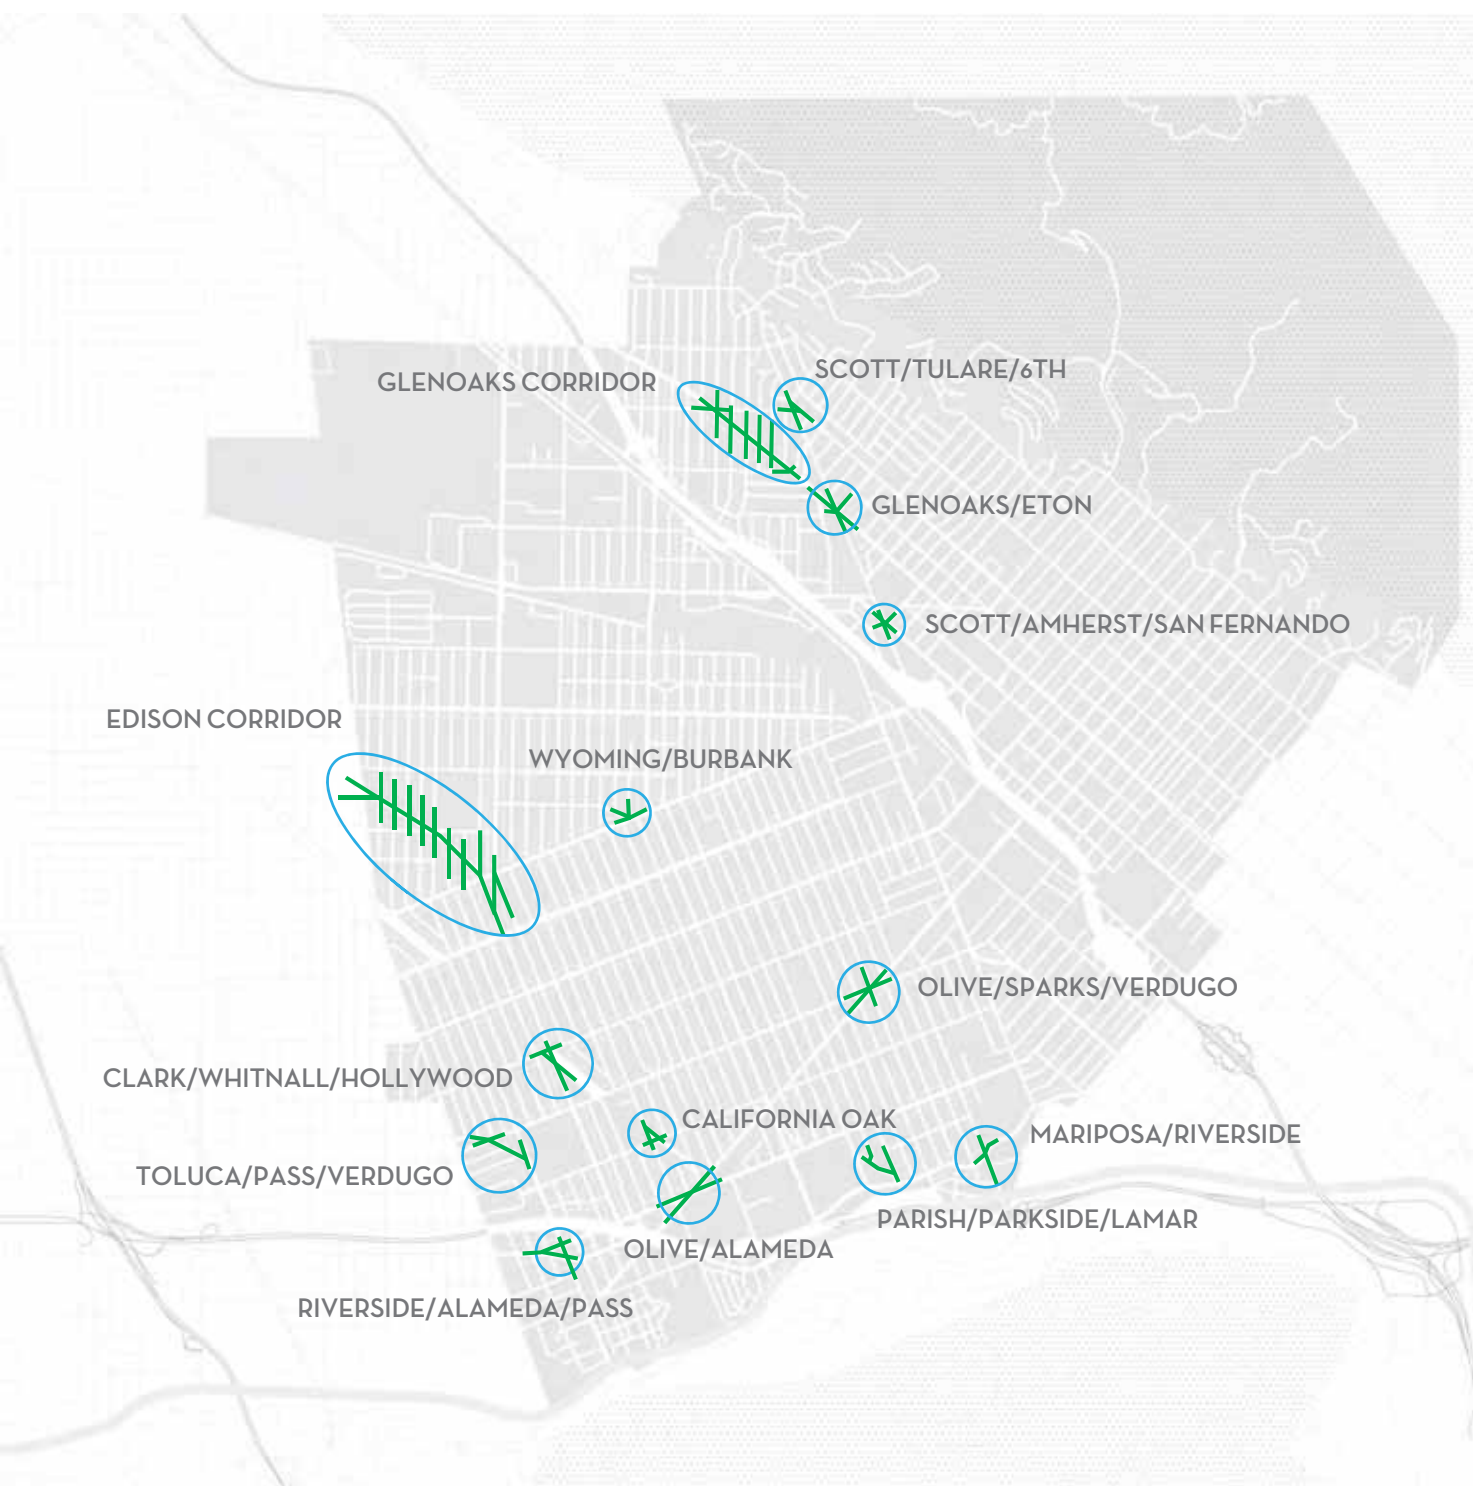 SCOTT/TULARE/6TH
GLENOAKS CORRIDOR
GLENOAKS/ETON
SCOTT/AMHERST/SAN FERNANDO
EDISON CORRIDOR
WYOMING/BURBANK
OLIVE/SPARKS/VERDUGO
CLARK/WHITNALL/HOLLYWOOD
CALIFORNIA OAK
MARIPOSA/RIVERSIDE
TOLUCA/PASS/VERDUGO
PARISH/PARKSIDE/LAMAR
OLIVE/ALAMEDA
RIVERSIDE/ALAMEDA/PASS